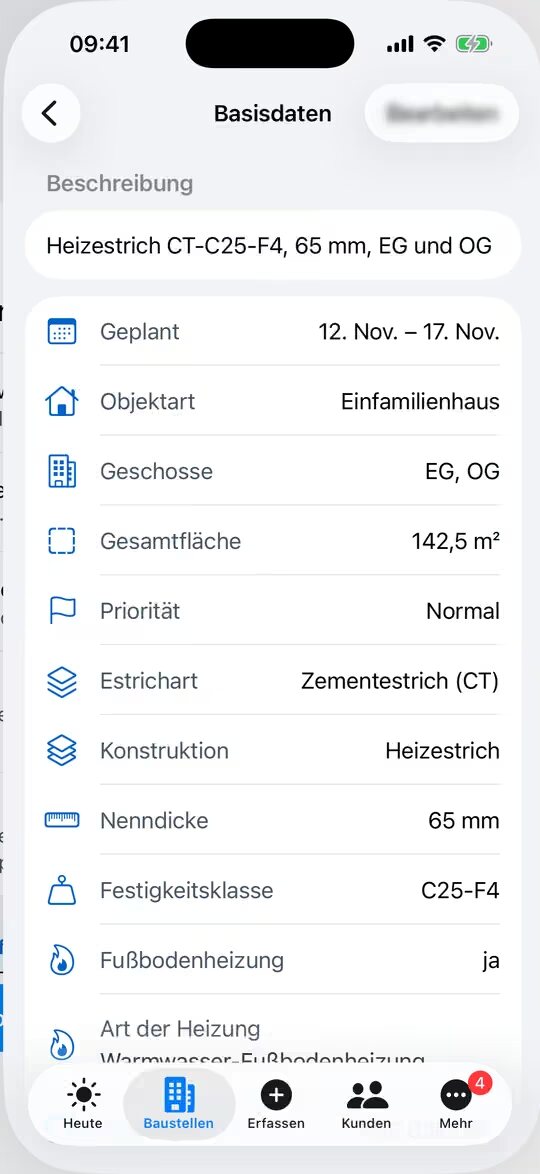 09:41
Basisdaten
Beschreibung
Heizestrich CT-C25-F4, 65 mm, EG und OG
Geplant 12. Nov. – 17. Nov.
Objektart Einfamilienhaus
Geschosse EG, OG
Gesamtfläche 142,5 m²
Priorität Normal
Estrichart Zementestrich (CT)
Konstruktion Heizestrich
Nenndicke 65 mm
Festigkeitsklasse C25-F4
Fußbodenheizung ja
Art der Heizung
Warmwasser-Fußbodenheizung
4
Heute Baustellen Erfassen Kunden Mehr